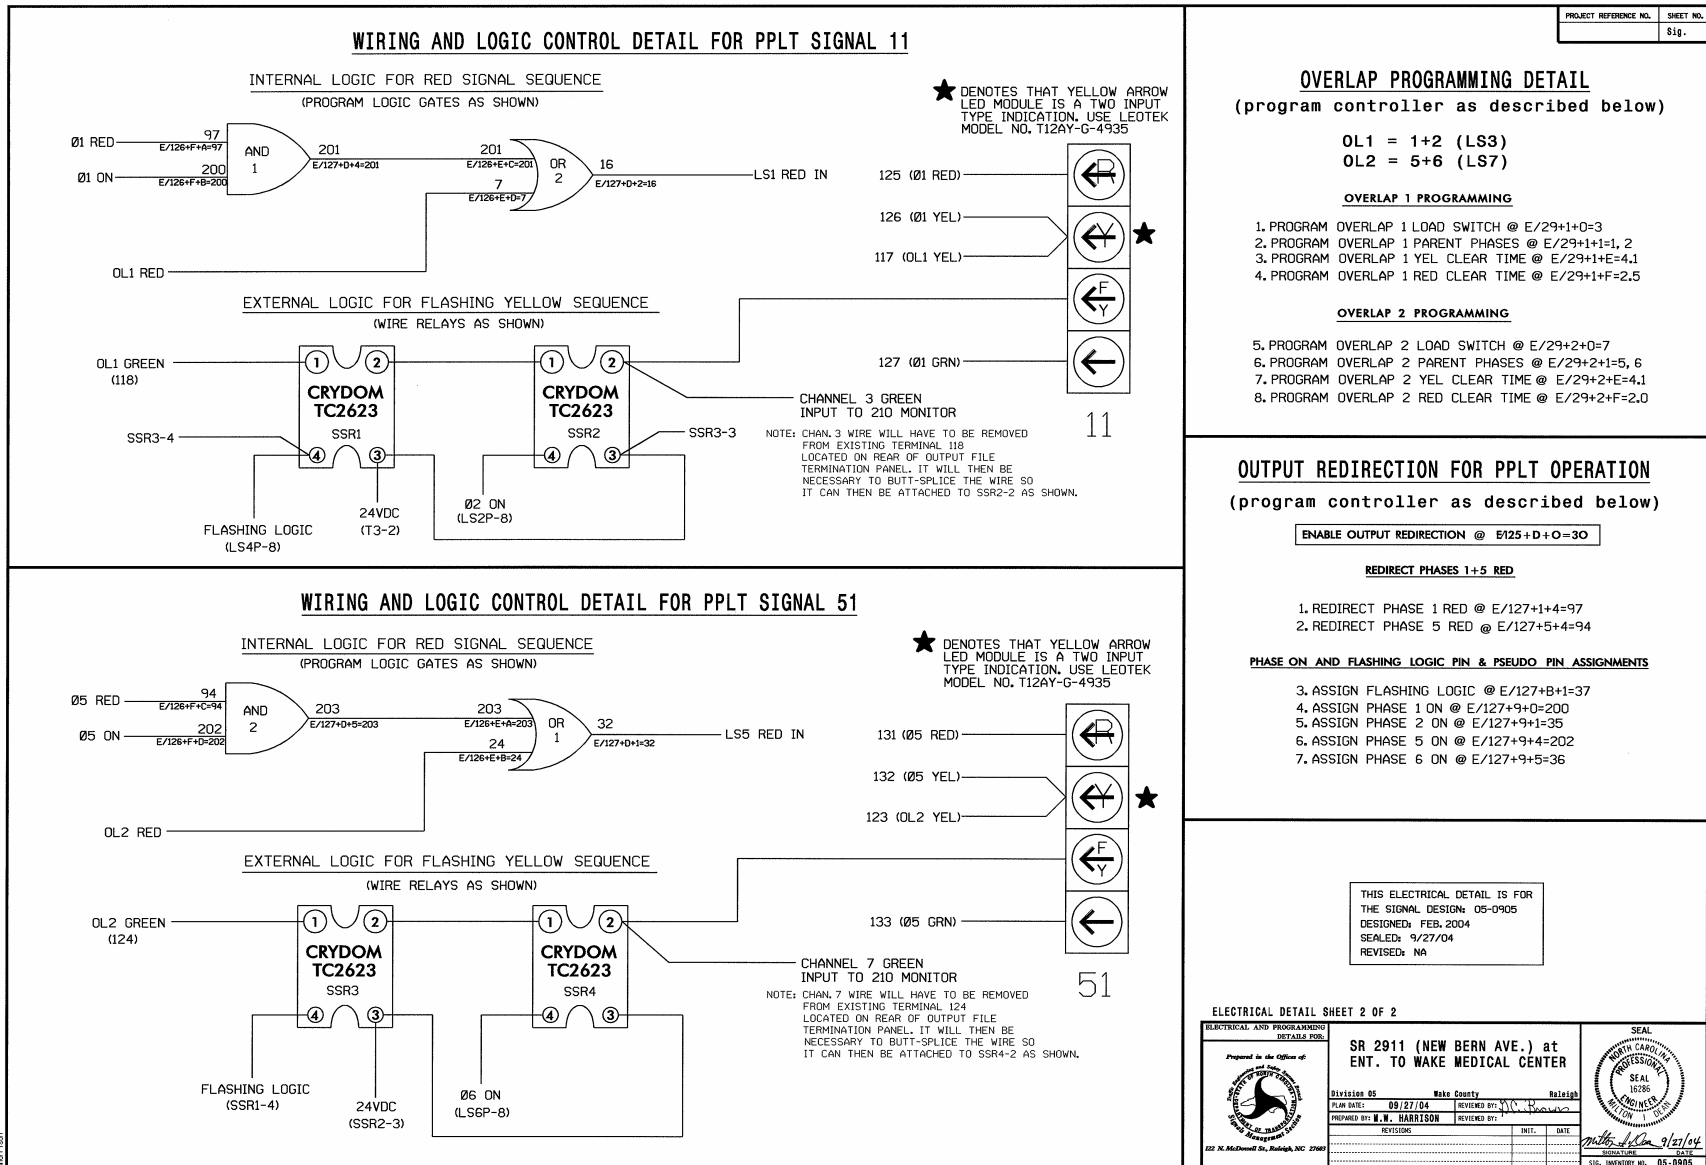 WIRING AND LOGIC CONTROL DETAIL FOR PPLT SIGNAL 11
INTERNAL LOGIC FOR RED SIGNAL SEQUENCE
(PROGRAM LOGIC GATES AS SHOWN)
Ø1 RED
97
E/126+F+A=97
Ø1 ON
200
E/126+F+B=200
AND
1
201
E/127+D+4=201
201
E/126+E+C=201
7
E/126+E+D=7
OR
2
16
E/127+D+2=16
LS1 RED IN
OL1 RED
★ DENOTES THAT YELLOW ARROW
LED MODULE IS A TWO INPUT
TYPE INDICATION. USE LEOTEK
MODEL NO. T12AY-G-4935
125 (Ø1 RED)
R
126 (Ø1 YEL)
Y
★
117 (OL1 YEL)
F
Y
127 (Ø1 GRN)
11
EXTERNAL LOGIC FOR FLASHING YELLOW SEQUENCE
(WIRE RELAYS AS SHOWN)
OL1 GREEN
(118)
1
2
CRYDOM
TC2623
SSR1
4
3
1
2
CRYDOM
TC2623
SSR2
4
3
SSR3-4
SSR3-3
CHANNEL 3 GREEN
INPUT TO 210 MONITOR
NOTE: CHAN. 3 WIRE WILL HAVE TO BE REMOVED
FROM EXISTING TERMINAL 118
LOCATED ON REAR OF OUTPUT FILE
TERMINATION PANEL. IT WILL THEN BE
NECESSARY TO BUTT-SPLICE THE WIRE SO
IT CAN THEN BE ATTACHED TO SSR2-2 AS SHOWN.
FLASHING LOGIC
(LS4P-8)
24VDC
(T3-2)
Ø2 ON
(LS2P-8)
WIRING AND LOGIC CONTROL DETAIL FOR PPLT SIGNAL 51
INTERNAL LOGIC FOR RED SIGNAL SEQUENCE
(PROGRAM LOGIC GATES AS SHOWN)
Ø5 RED
94
E/126+F+C=94
Ø5 ON
202
E/126+F+D=202
AND
2
203
E/127+D+5=203
203
E/126+E+A=203
24
E/126+E+B=24
OR
1
32
E/127+D+1=32
LS5 RED IN
OL2 RED
★ DENOTES THAT YELLOW ARROW
LED MODULE IS A TWO INPUT
TYPE INDICATION. USE LEOTEK
MODEL NO. T12AY-G-4935
131 (Ø5 RED)
R
132 (Ø5 YEL)
Y
★
123 (OL2 YEL)
F
Y
133 (Ø5 GRN)
51
EXTERNAL LOGIC FOR FLASHING YELLOW SEQUENCE
(WIRE RELAYS AS SHOWN)
OL2 GREEN
(124)
1
2
CRYDOM
TC2623
SSR3
4
3
1
2
CRYDOM
TC2623
SSR4
4
3
CHANNEL 7 GREEN
INPUT TO 210 MONITOR
NOTE: CHAN. 7 WIRE WILL HAVE TO BE REMOVED
FROM EXISTING TERMINAL 124
LOCATED ON REAR OF OUTPUT FILE
TERMINATION PANEL. IT WILL THEN BE
NECESSARY TO BUTT-SPLICE THE WIRE SO
IT CAN THEN BE ATTACHED TO SSR4-2 AS SHOWN.
FLASHING LOGIC
(SSR1-4)
24VDC
(SSR2-3)
Ø6 ON
(LS6P-8)
PROJECT REFERENCE NO.
SHEET NO.
Sig.
OVERLAP PROGRAMMING DETAIL
(program controller as described below)
OL1 = 1+2 (LS3)
OL2 = 5+6 (LS7)
OVERLAP 1 PROGRAMMING
1. PROGRAM OVERLAP 1 LOAD SWITCH @ E/29+1+0=3
2. PROGRAM OVERLAP 1 PARENT PHASES @ E/29+1+1=1, 2
3. PROGRAM OVERLAP 1 YEL CLEAR TIME @ E/29+1+E=4.1
4. PROGRAM OVERLAP 1 RED CLEAR TIME @ E/29+1+F=2.5
OVERLAP 2 PROGRAMMING
5. PROGRAM OVERLAP 2 LOAD SWITCH @ E/29+2+0=7
6. PROGRAM OVERLAP 2 PARENT PHASES @ E/29+2+1=5, 6
7. PROGRAM OVERLAP 2 YEL CLEAR TIME @ E/29+2+E=4.1
8. PROGRAM OVERLAP 2 RED CLEAR TIME @ E/29+2+F=2.0
OUTPUT REDIRECTION FOR PPLT OPERATION
(program controller as described below)
ENABLE OUTPUT REDIRECTION @ E/125+D+0=30
REDIRECT PHASES 1+5 RED
1. REDIRECT PHASE 1 RED @ E/127+1+4=97
2. REDIRECT PHASE 5 RED @ E/127+5+4=94
PHASE ON AND FLASHING LOGIC PIN & PSEUDO PIN ASSIGNMENTS
3. ASSIGN FLASHING LOGIC @ E/127+B+1=37
4. ASSIGN PHASE 1 ON @ E/127+9+0=200
5. ASSIGN PHASE 2 ON @ E/127+9+1=35
6. ASSIGN PHASE 5 ON @ E/127+9+4=202
7. ASSIGN PHASE 6 ON @ E/127+9+5=36
THIS ELECTRICAL DETAIL IS FOR
THE SIGNAL DESIGN: 05-0905
DESIGNED: FEB. 2004
SEALED: 9/27/04
REVISED: NA
ELECTRICAL DETAIL SHEET 2 OF 2
ELECTRICAL AND PROGRAMMING
DETAILS FOR:
Prepared in the Offices of:
Signals Management Section
122 N. McDowell St., Raleigh, NC 27603
SR 2911 (NEW BERN AVE.) at
ENT. TO WAKE MEDICAL CENTER
Division 05 Wake County Raleigh
PLAN DATE: 09/27/04 REVIEWED BY:
PREPARED BY: M.M. HARRISON REVIEWED BY:
REVISIONS INIT. DATE
SEAL
NORTH CAROLINA
PROFESSIONAL
SEAL
16286
ENGINEER
MILTON I DEAN
9/27/04
SIGNATURE DATE
SIG. INVENTORY NO. 05-0905